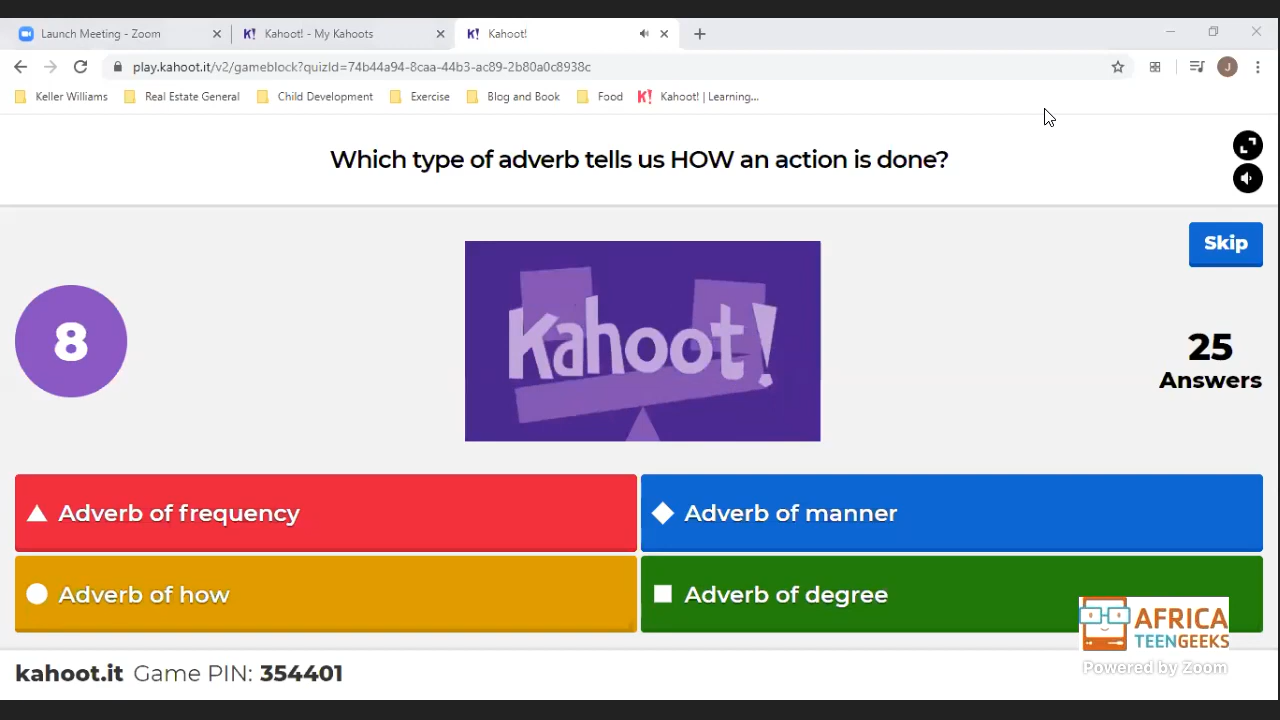 Launch Meeting - Zoom
Kahoot! - My Kahoots
Kahoot!
play.kahoot.it/v2/gameblock?quizId=74b44a94-8caa-44b3-ac89-2b80a0c8938c
J
Keller Williams
Real Estate General
Child Development
Exercise
Blog and Book
Food
Kahoot! | Learning...
Which type of adverb tells us HOW an action is done?
Skip
8
Kahoot!
25
Answers
Adverb of frequency
Adverb of manner
Adverb of how
Adverb of degree
AFRICA
TEENGEEKS
Powered by Zoom
kahoot.it Game PIN: 354401